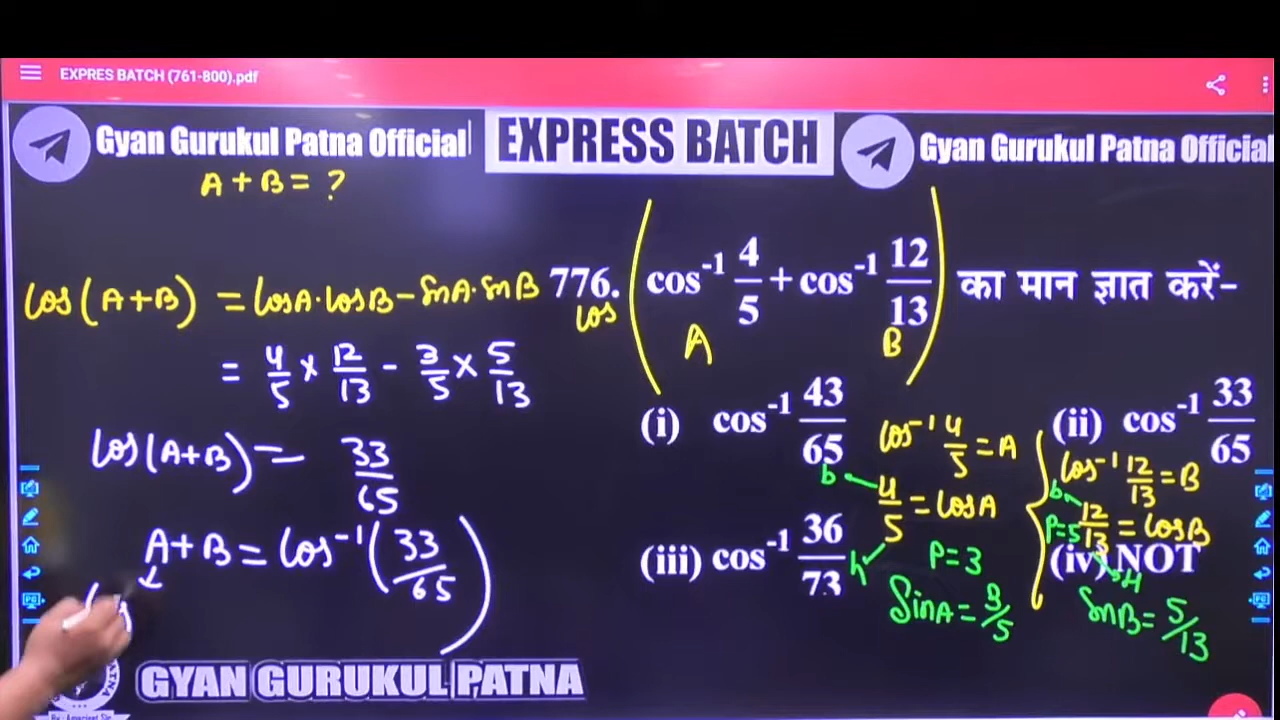 EXPRES BATCH (761-800).pdf
Gyan Gurukul Patna Official
EXPRESS BATCH
Gyan Gurukul Patna Official
A + B = ?
cos(A+B) = cosA·cosB - sinA·sinB
= 4/5 × 12/13 - 3/5 × 5/13
cos(A+B) = 33/65
A+B = cos⁻¹(33/65)
776. (cos⁻¹ 4/5 + cos⁻¹ 12/13) का मान ज्ञात करें-
cos
A B
(i) cos⁻¹ 43/65
(ii) cos⁻¹ 33/65
(iii) cos⁻¹ 36/73
(iv) NOT
cos⁻¹ 4/5 = A
b 4/5 = cosA
h
P=3
SinA = 3/5
cos⁻¹ 12/13 = B
b
P=5 12/13 = cosB
H
SinB = 5/13
GYAN GURUKUL PATNA